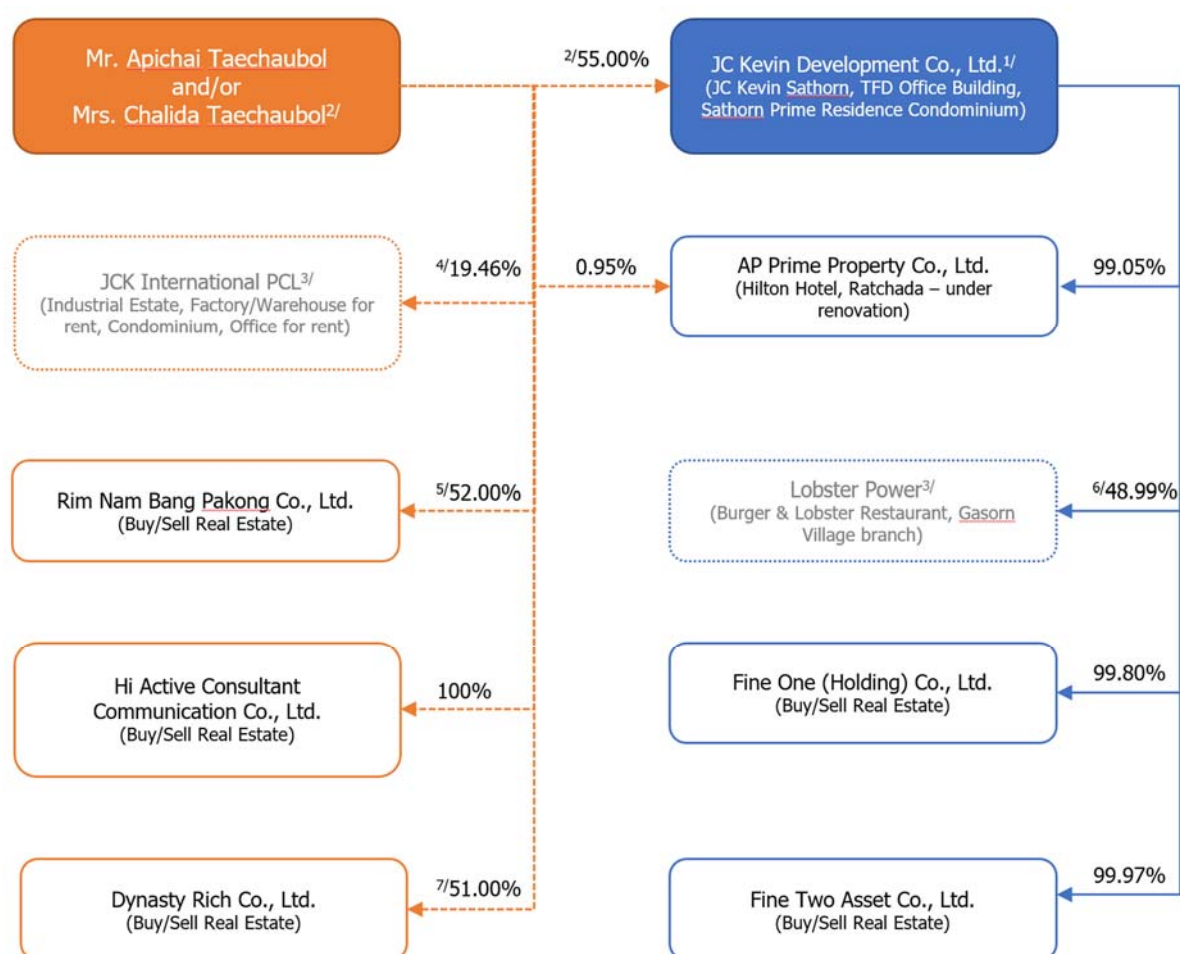 Mr. Apichai Taechaubol
and/or
Mrs. Chalida Taechaubol2/
2/55.00%
JC Kevin Development Co., Ltd.1/
(JC Kevin Sathorn, TFD Office Building,
Sathorn Prime Residence Condominium)
JCK International PCL3/
(Industrial Estate, Factory/Warehouse for
rent, Condominium, Office for rent)
4/19.46%
0.95%
AP Prime Property Co., Ltd.
(Hilton Hotel, Ratchada – under
renovation)
99.05%
Rim Nam Bang Pakong Co., Ltd.
(Buy/Sell Real Estate)
5/52.00%
Lobster Power3/
(Burger & Lobster Restaurant, Gasorn
Village branch)
6/48.99%
Hi Active Consultant
Communication Co., Ltd.
(Buy/Sell Real Estate)
100%
Fine One (Holding) Co., Ltd.
(Buy/Sell Real Estate)
99.80%
Dynasty Rich Co., Ltd.
(Buy/Sell Real Estate)
7/51.00%
Fine Two Asset Co., Ltd.
(Buy/Sell Real Estate)
99.97%